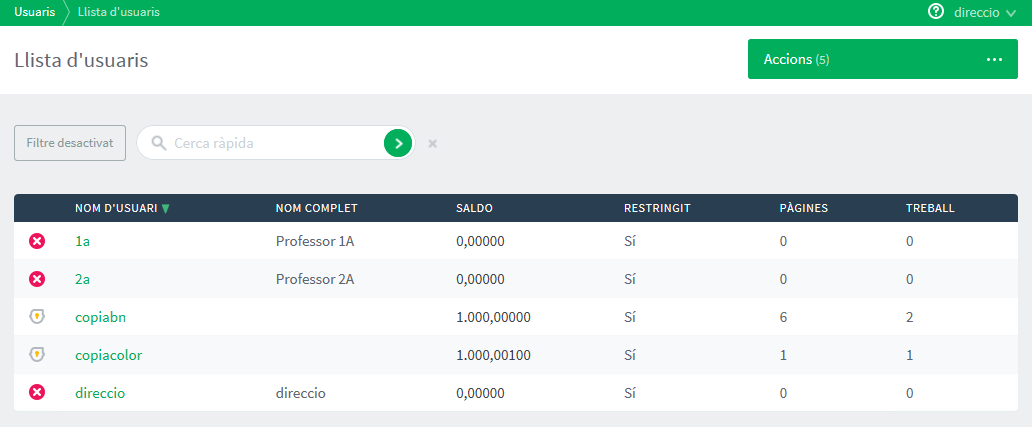 Usuaris Llista d'usuaris direccio
Llista d'usuaris
Accions (5)
Filtre desactivat Cerca ràpida
NOM D'USUARI NOM COMPLET SALDO RESTRINGIT PÀGINES TREBALL
1a Professor 1A 0,00000 Sí 0 0
2a Professor 2A 0,00000 Sí 0 0
copiabn 1.000,00000 Sí 6 2
copiacolor 1.000,00100 Sí 1 1
direccio direccio 0,00000 Sí 0 0